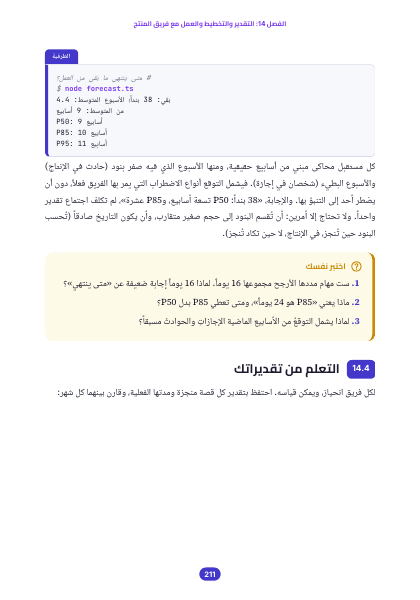 الفصل 14: التقدير والتخطيط والعمل مع فريق المنتج
الطرفية
# متى ينتهي ما بقي من العمل؟
$ node forecast.ts
بقي: 38 بنداً؛ الأسبوع المتوسط: 4.4
من المتوسط: 9 أسابيع
P50: 9 أسابيع
P85: 10 أسابيع
P95: 11 أسابيع
كل مستقبل محاكى مبني من أسابيع حقيقية، ومنها الأسبوع الذي فيه صفر بنود (حادث في الإنتاج)
والأسبوع البطيء (شخصان في إجازة). فيشمل التوقع أنواع الاضطراب التي يمر بها الفريق فعلاً، دون أن
يضطر أحد إلى التنبؤ بها. والإجابة، «38 بنداً: P50 تسعة أسابيع، وP85 عشرة»، لم تكلف اجتماع تقدير
واحداً. ولا تحتاج إلا أمرين: أن تُقسم البنود إلى حجم صغير متقارب، وأن يكون التاريخ صادقاً (تُحسب
البنود حين تُنجز، في الإنتاج، لا حين تكاد تُنجز).
اختبر نفسك
1. ست مهام مددها الأرجح مجموعها 16 يوماً. لماذا 16 يوماً إجابة ضعيفة عن «متى ينتهي»؟
2. ماذا يعني «P85 هو 24 يوماً»، ومتى تعطي P85 بدل P50؟
3. لماذا يشمل التوقعُ من الأسابيع الماضية الإجازاتِ والحوادثَ مسبقاً؟
14.4 التعلم من تقديراتك
لكل فريق انحياز، ويمكن قياسه. احتفظ بتقدير كل قصة منجزة ومدتها الفعلية، وقارن بينهما كل شهر:
211